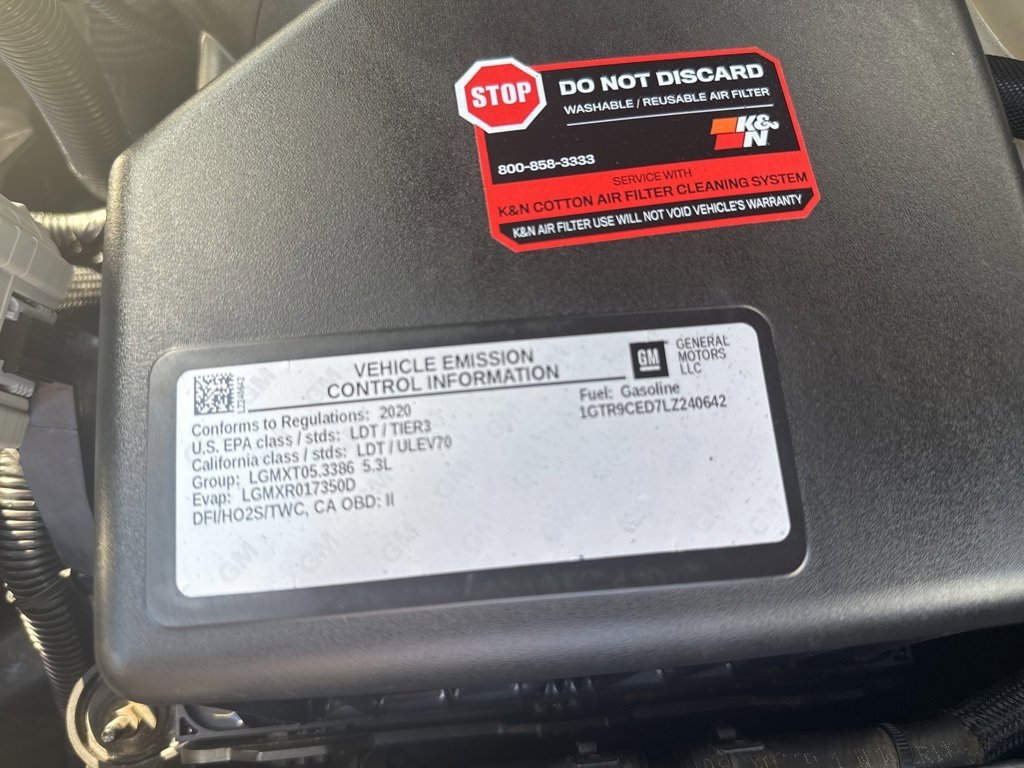 STOP
DO NOT DISCARD
WASHABLE / REUSABLE AIR FILTER
K&N
800-858-3333
SERVICE WITH
K&N COTTON AIR FILTER CLEANING SYSTEM
K&N AIR FILTER USE WILL NOT VOID VEHICLE'S WARRANTY
LZ240642
VEHICLE EMISSION
CONTROL INFORMATION
GM
GENERAL
MOTORS
LLC
Conforms to Regulations: 2020
U.S. EPA class / stds: LDT / TIER3
California class / stds: LDT / ULEV70
Group: LGMXT05.3386 5.3L
Evap: LGMXR017350D
DFI/HO2S/TWC, CA OBD: II
Fuel: Gasoline
1GTR9CED7LZ240642